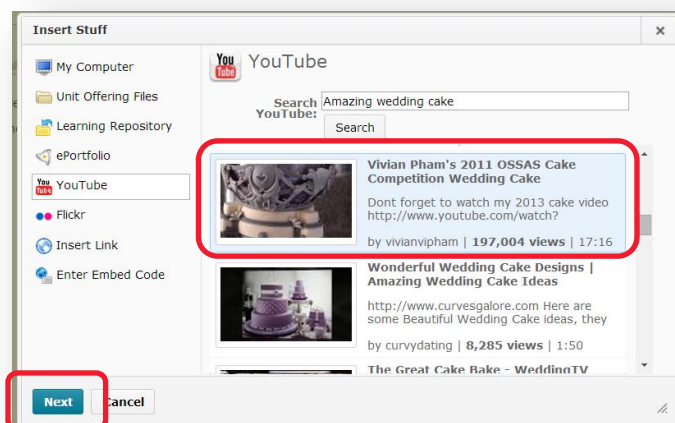 Insert Stuff
My Computer
Unit Offering Files
Learning Repository
ePortfolio
You Tube YouTube
Flickr
Insert Link
Enter Embed Code
You Tube YouTube
Search YouTube: Amazing wedding cake
Search
Vivian Pham's 2011 OSSAS Cake
Competition Wedding Cake
Dont forget to watch my 2013 cake video
http://www.youtube.com/watch?
by vivianvipham | 197,004 views | 17:16
Wonderful Wedding Cake Designs |
Amazing Wedding Cake Ideas
http://www.curvesgalore.com Here are
some Beautiful Wedding Cake ideas, they
by curvydating | 8,285 views | 1:50
The Great Cake Bake - WeddingTV
Next Cancel